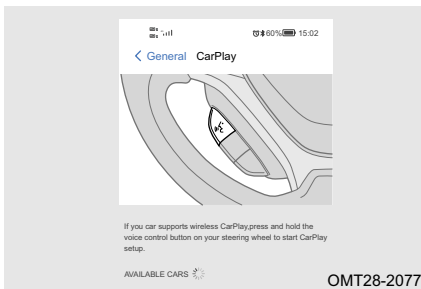 60% 15:02
General CarPlay
If you car supports wireless CarPlay,press and hold the
voice control button on your steering wheel to start CarPlay
setup.
AVAILABLE CARS
OMT28-2077